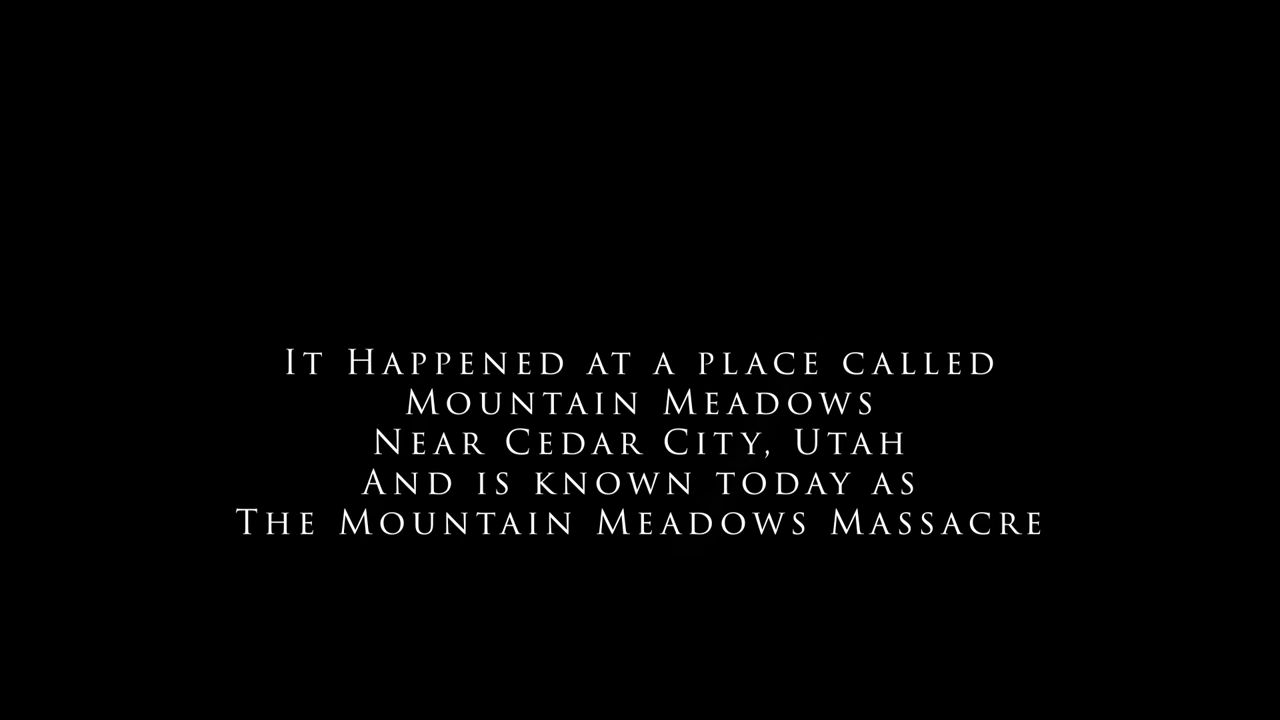 It Happened at a place called
Mountain Meadows
Near Cedar City, Utah
And is known today as
The Mountain Meadows Massacre